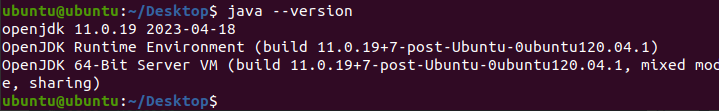 ubuntu@ubuntu:~/Desktop$ java --version
openjdk 11.0.19 2023-04-18
OpenJDK Runtime Environment (build 11.0.19+7-post-Ubuntu-0ubuntu120.04.1)
OpenJDK 64-Bit Server VM (build 11.0.19+7-post-Ubuntu-0ubuntu120.04.1, mixed mod
e, sharing)
ubuntu@ubuntu:~/Desktop$